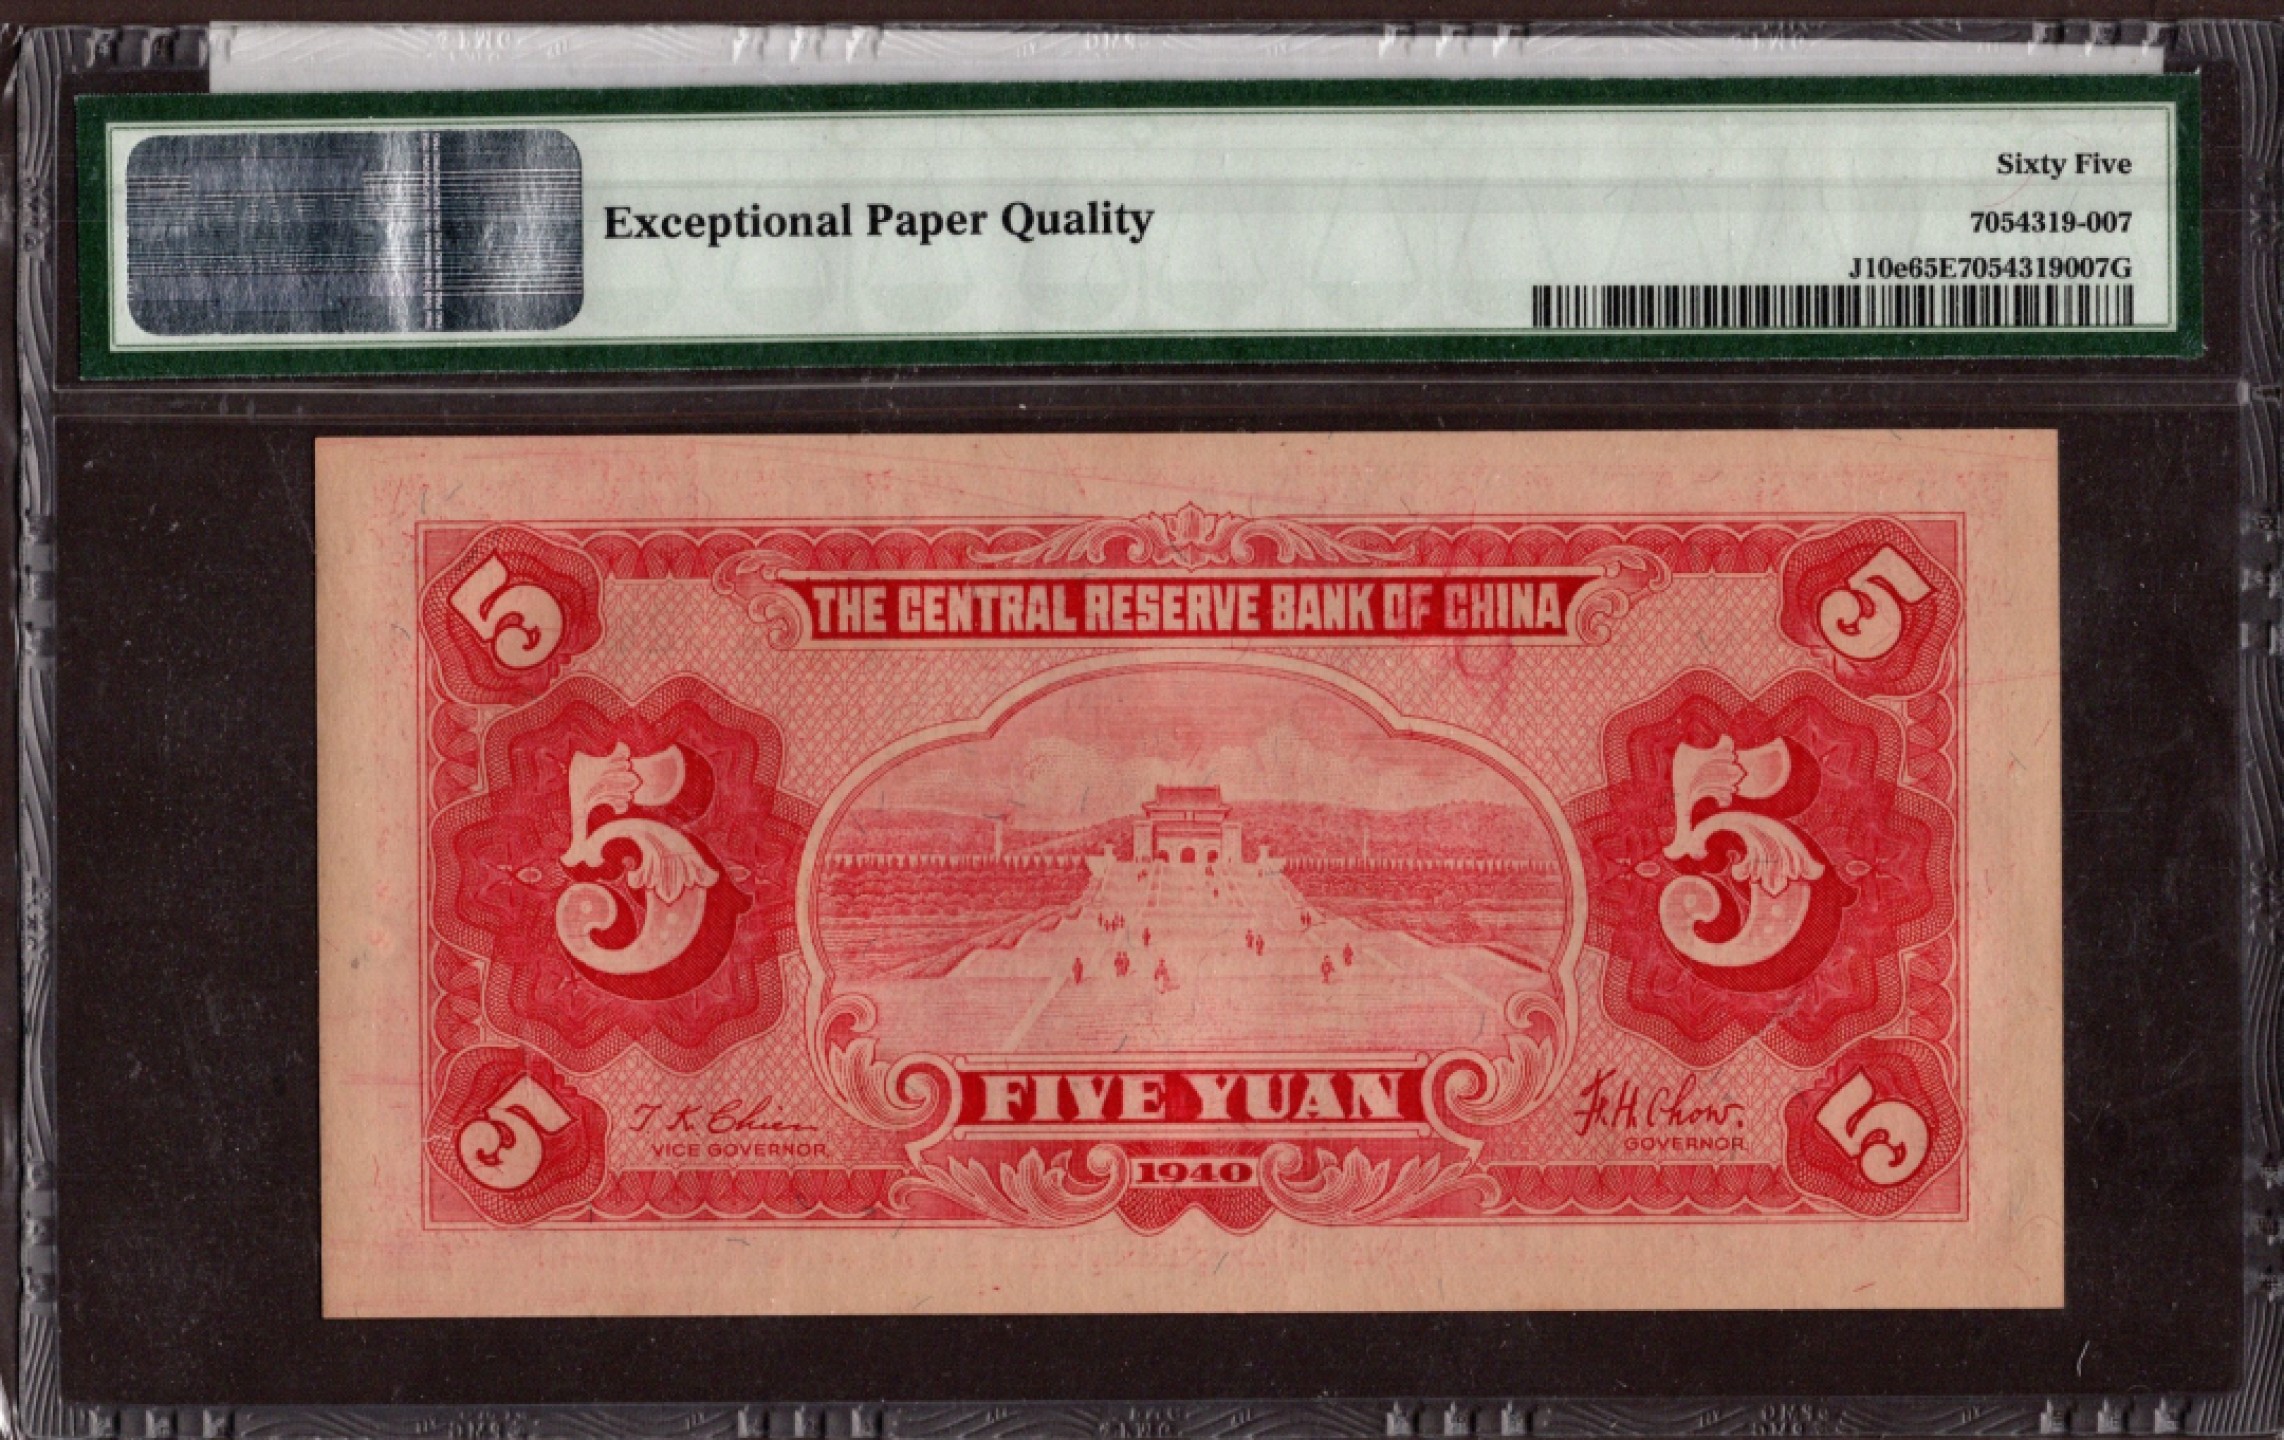 Sixty Five
Exceptional Paper Quality
7054319-007
J10e65E7054319007G
5 5
THE CENTRAL RESERVE BANK OF CHINA
5 5
FIVE YUAN
T K Chien
VICE GOVERNOR
Fr. H. Chow.
GOVERNOR
5 5
1940